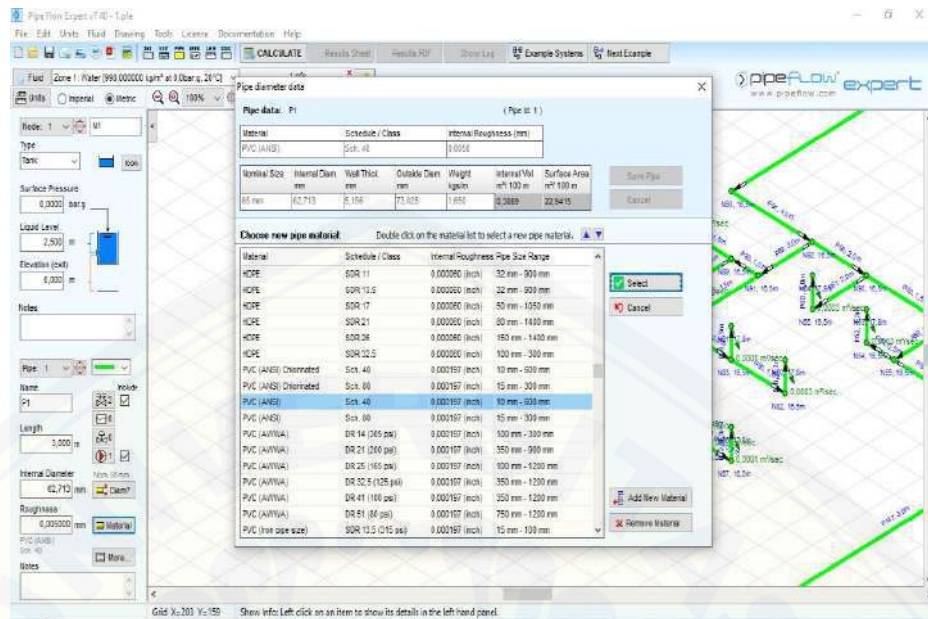 Pipe Flow Expert v7.40 - 1.pfe
File Edit Units Fluid Drawing Tools License Documentation Help
CALCULATE Results Sheet Results PDF Show Log Example Systems Next Example
Fluid Zone 1: Water
Units Imperial Metric 100%
pipeFLOW expert
www.pipeflow.com
Node: 1 N1
Type
Tank Icon
Surface Pressure
0,0000 bar.g
Liquid Level
2,500 m
Elevation (exit)
0,000 m
Notes
Pipe: 1
Name Include
P1
Length
3,000 m
Internal Diameter
62,713 mm Diam?
Roughness
0,005000 mm Material
PVC (ANSI)
Sch. 40
More...
Notes
Pipe diameter data
Pipe data: P1 (Pipe Id: 1)
Material Schedule / Class Internal Roughness (mm)
PVC (ANSI) Sch. 40 0.0050
Nominal Size Internal Diam. Wall Thick. Outside Diam. Weight Internal Vol Surface Area
mm mm mm kgs/m m³/ 100 m m²/ 100 m
65 mm 62,713 5,156 73,025 1,650 0,3089 22,9415
Save Pipe
Cancel
Choose new pipe material: Double click on the material list to select a new pipe material.
Material Schedule / Class Internal Roughness Pipe Size Range
HDPE SDR 11 0,000060 (inch) 32 mm - 900 mm
HDPE SDR 13.5 0,000060 (inch) 32 mm - 900 mm
HDPE SDR 17 0,000060 (inch) 50 mm - 1050 mm
HDPE SDR 21 0,000060 (inch) 80 mm - 1400 mm
HDPE SDR 26 0,000060 (inch) 150 mm - 1400 mm
HDPE SDR 32.5 0,000060 (inch) 100 mm - 300 mm
PVC (ANSI) Chlorinated Sch. 40 0.000197 (inch) 10 mm - 600 mm
PVC (ANSI) Chlorinated Sch. 80 0.000197 (inch) 15 mm - 300 mm
PVC (ANSI) Sch. 40 0.000197 (inch) 10 mm - 600 mm
PVC (ANSI) Sch. 80 0.000197 (inch) 15 mm - 300 mm
PVC (AWWA) DR 14 (305 psi) 0.000197 (inch) 100 mm - 300 mm
PVC (AWWA) DR 21 (200 psi) 0.000197 (inch) 350 mm - 900 mm
PVC (AWWA) DR 25 (165 psi) 0.000197 (inch) 100 mm - 1200 mm
PVC (AWWA) DR 32.5 (125 psi) 0.000197 (inch) 350 mm - 1200 mm
PVC (AWWA) DR 41 (100 psi) 0.000197 (inch) 350 mm - 1200 mm
PVC (AWWA) DR 51 (80 psi) 0.000197 (inch) 750 mm - 1200 mm
PVC (Iron pipe size) SDR 13.5 (315 psi) 0.000197 (inch) 15 mm - 100 mm
Select
Cancel
Add New Material
Remove Material
Grid X=203 Y=159 Show Info: Left click on an item to show its details in the left hand panel.